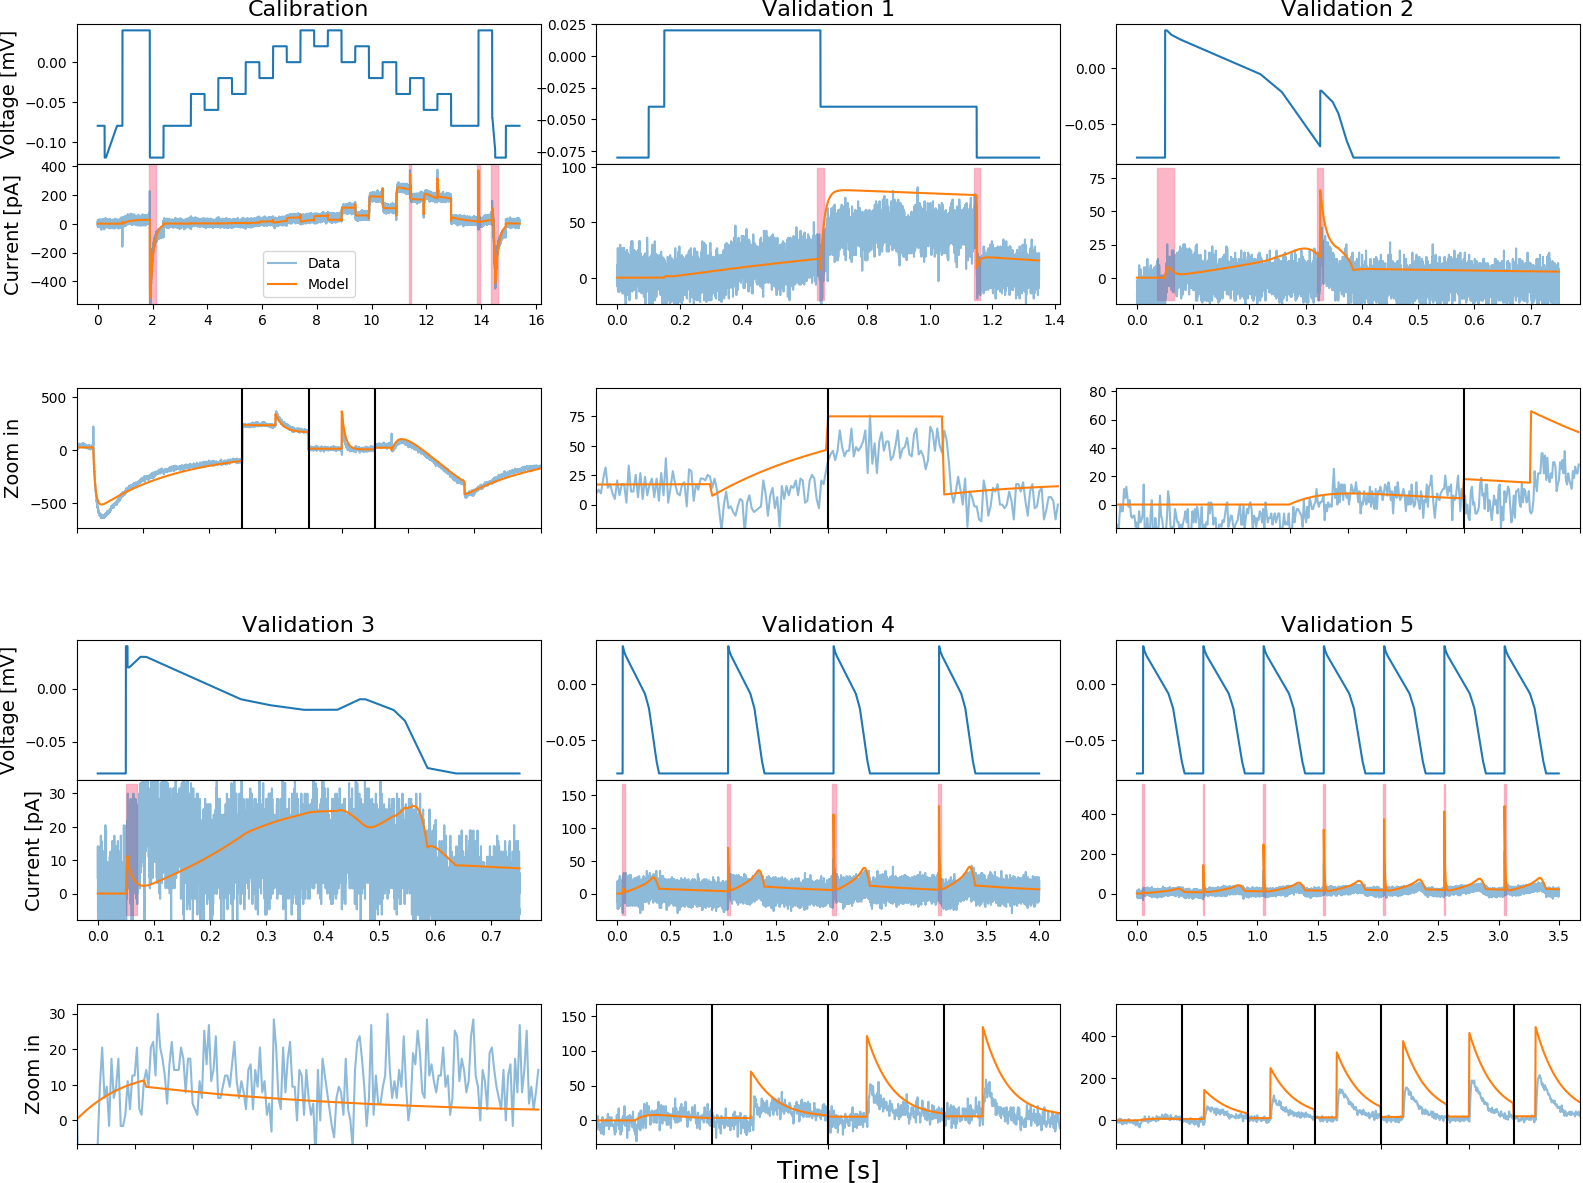 Calibration Validation 1 Validation 2
Voltage [mV] 0.00 −0.05 −0.10
0.025 0.000 −0.025 −0.050 −0.075
0.00 −0.05
Current [pA] 400 200 0 −200 −400
Data
Model
100 50 0
75 50 25 0
0 2 4 6 8 10 12 14 16
0.0 0.2 0.4 0.6 0.8 1.0 1.2 1.4
0.0 0.1 0.2 0.3 0.4 0.5 0.6 0.7
Zoom in 500 0 −500
75 50 25 0
80 60 40 20 0
Validation 3 Validation 4 Validation 5
Voltage [mV] 0.00 −0.05
0.00 −0.05
0.00 −0.05
Current [pA] 30 20 10 0
150 100 50 0
400 200 0
0.0 0.1 0.2 0.3 0.4 0.5 0.6 0.7
0.0 0.5 1.0 1.5 2.0 2.5 3.0 3.5 4.0
0.0 0.5 1.0 1.5 2.0 2.5 3.0 3.5
Zoom in 30 20 10 0
150 100 50 0
400 200 0
Time [s]